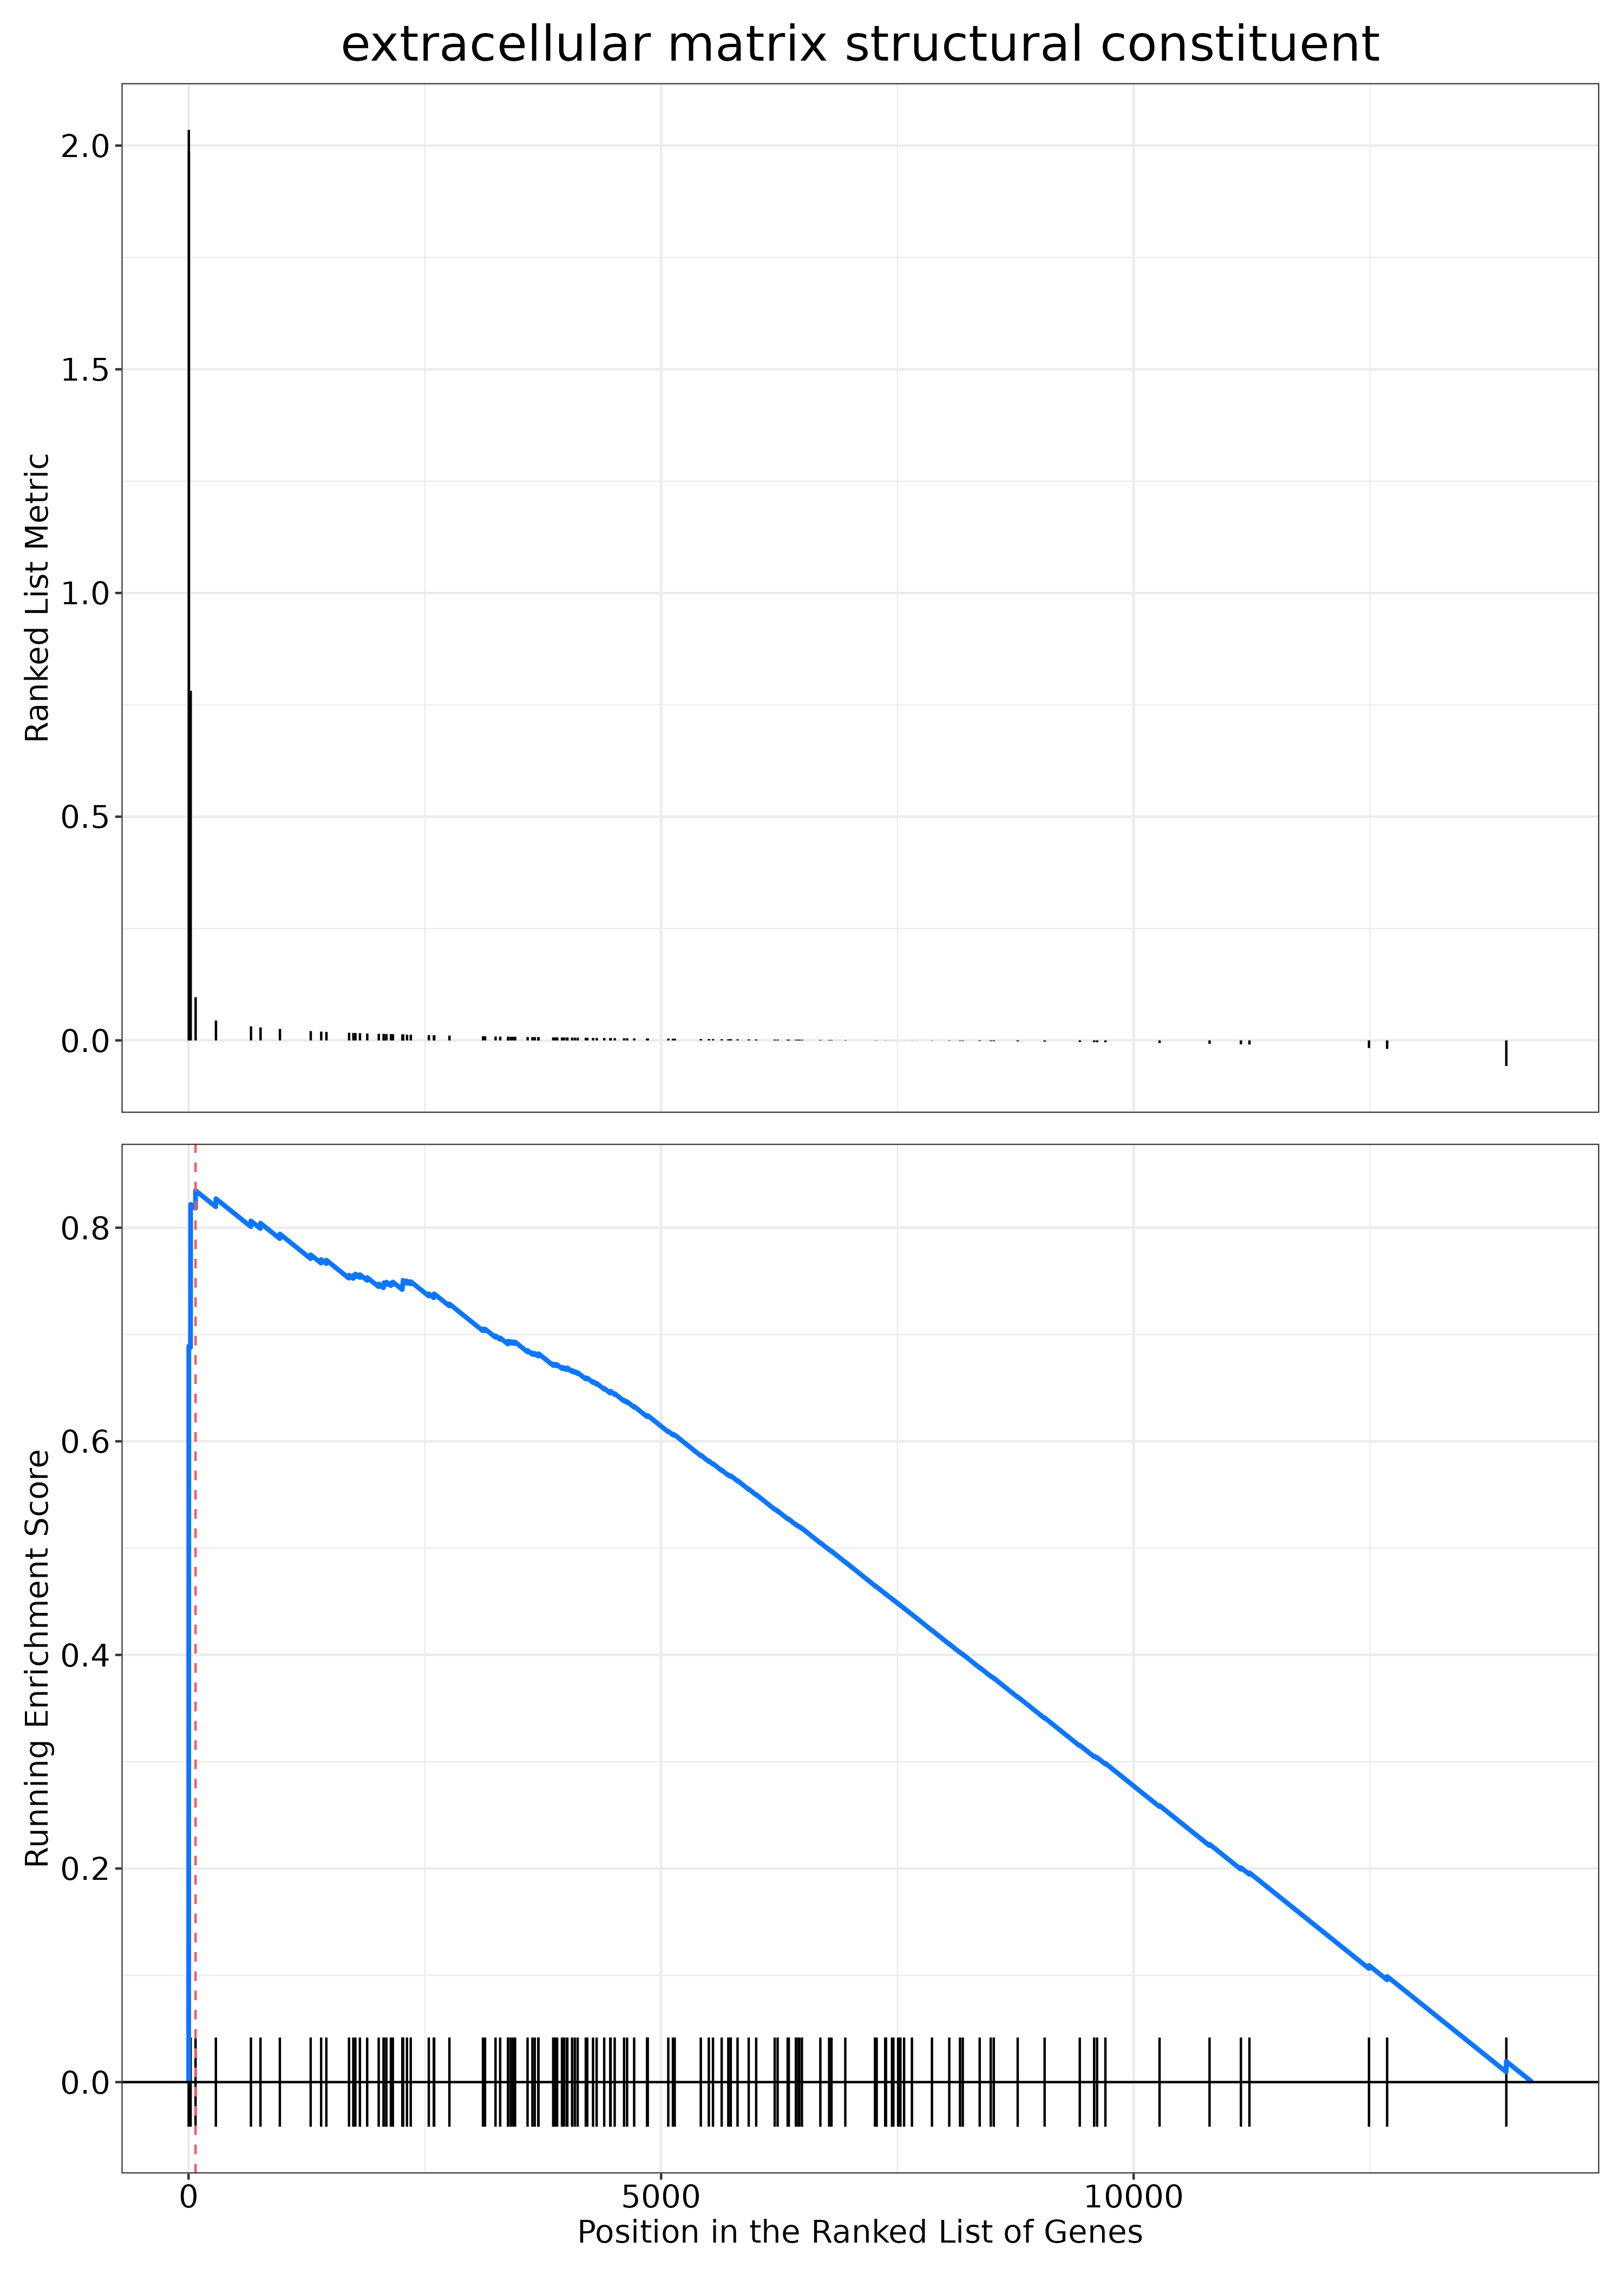 extracellular matrix structural constituent
Ranked List Metric
2.0
1.5
1.0
0.5
0.0
Running Enrichment Score
0.8
0.6
0.4
0.2
0.0
0 5000 10000
Position in the Ranked List of Genes